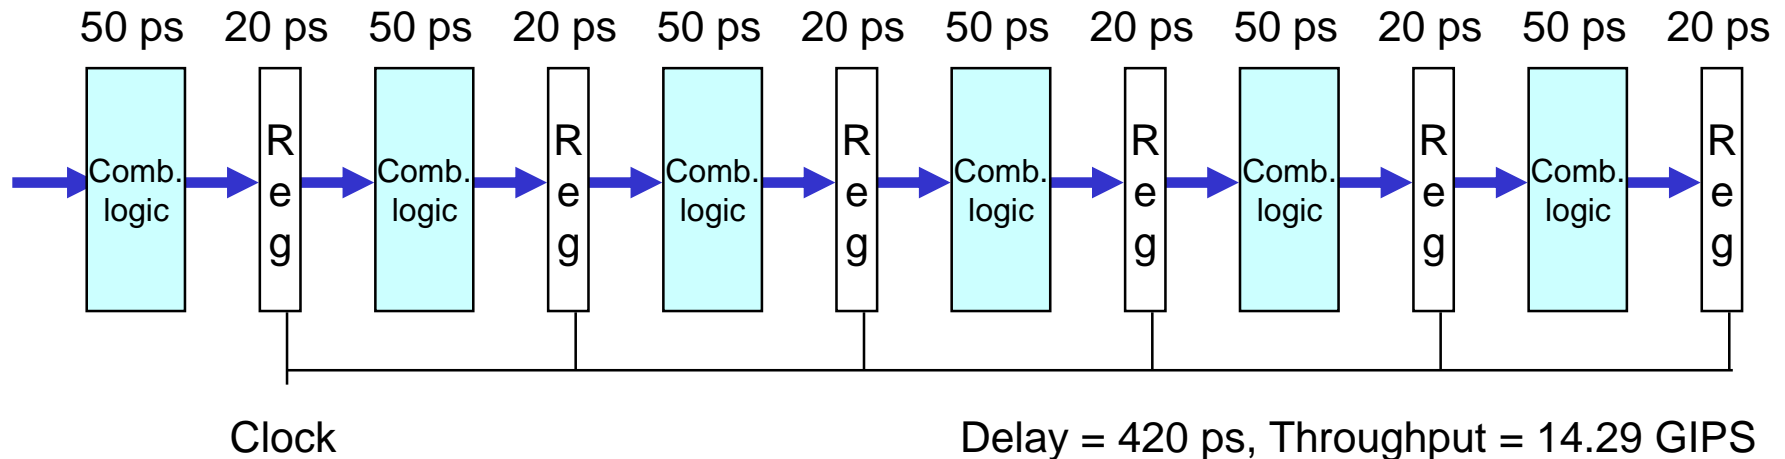 50 ps 20 ps 50 ps 20 ps 50 ps 20 ps 50 ps 20 ps 50 ps 20 ps 50 ps 20 ps
Comb.
logic
R
e
g
Comb.
logic
R
e
g
Comb.
logic
R
e
g
Comb.
logic
R
e
g
Comb.
logic
R
e
g
Comb.
logic
R
e
g
Clock
Delay = 420 ps, Throughput = 14.29 GIPS